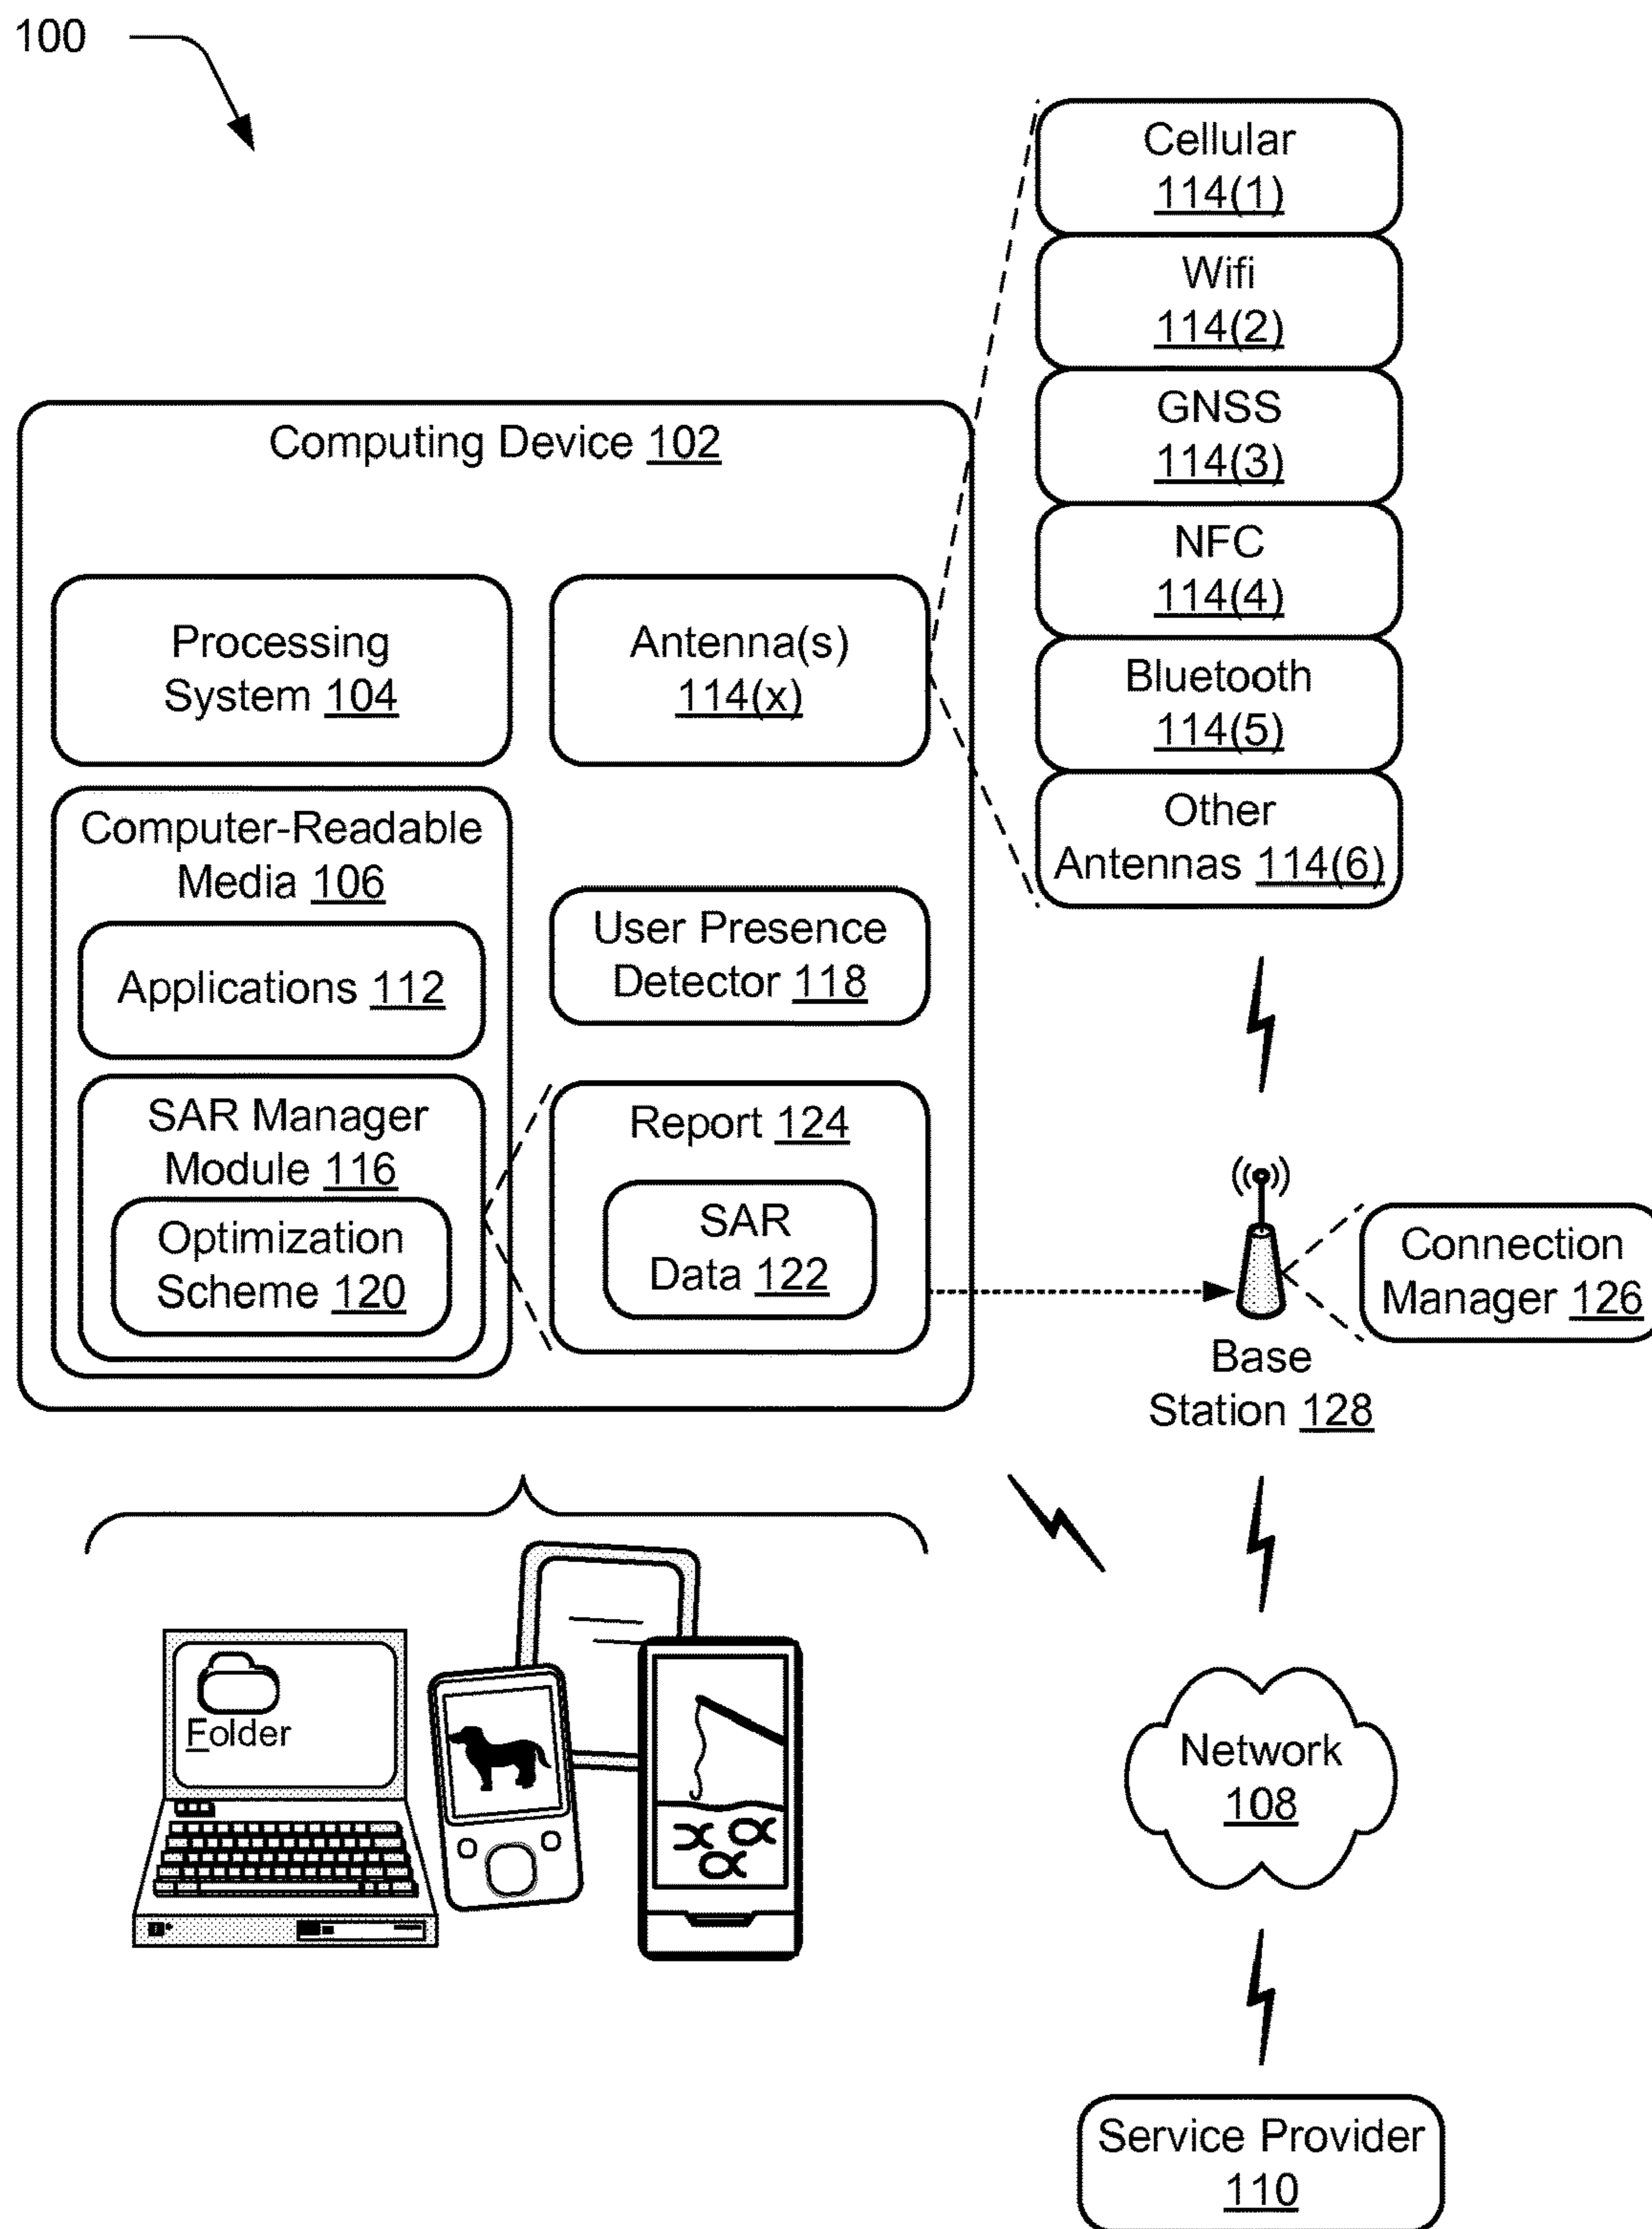 100
Cellular
114(1)
Wifi
114(2)
GNSS
114(3)
NFC
114(4)
Bluetooth
114(5)
Other
Antennas 114(6)
Computing Device 102
Processing
System 104
Antenna(s)
114(x)
Computer-Readable
Media 106
Applications 112
User Presence
Detector 118
SAR Manager
Module 116
Optimization
Scheme 120
Report 124
SAR
Data 122
Connection
Manager 126
Base
Station 128
Folder
Network
108
Service Provider
110